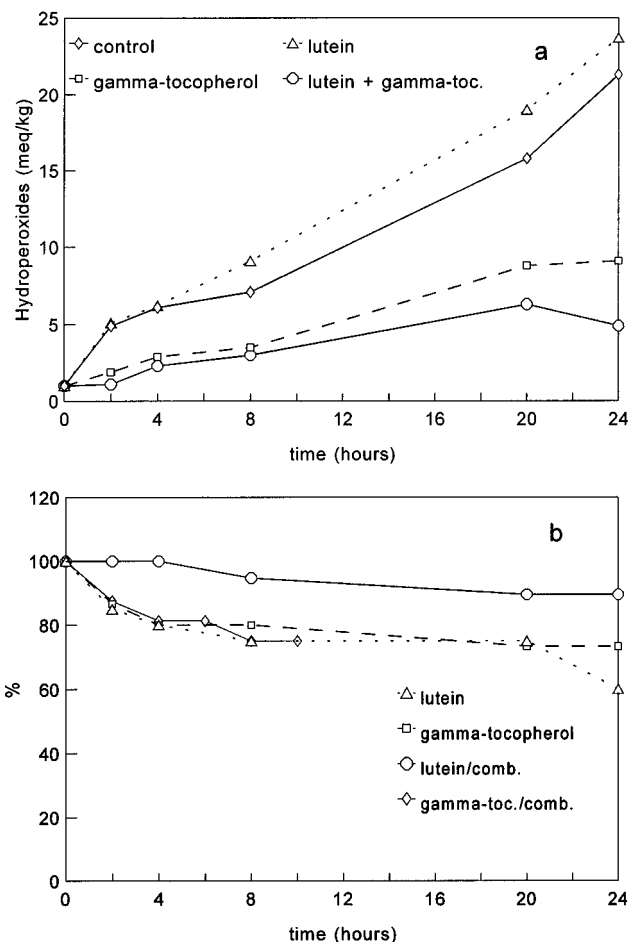 25
20
15
10
5
0
Hydroperoxides (meq/kg)
control
lutein
gamma-tocopherol
lutein + gamma-toc.
a
0 4 8 12 16 20 24
time (hours)
120
100
80
60
40
20
0
%
b
lutein
gamma-tocopherol
lutein/comb.
gamma-toc./comb.
0 4 8 12 16 20 24
time (hours)